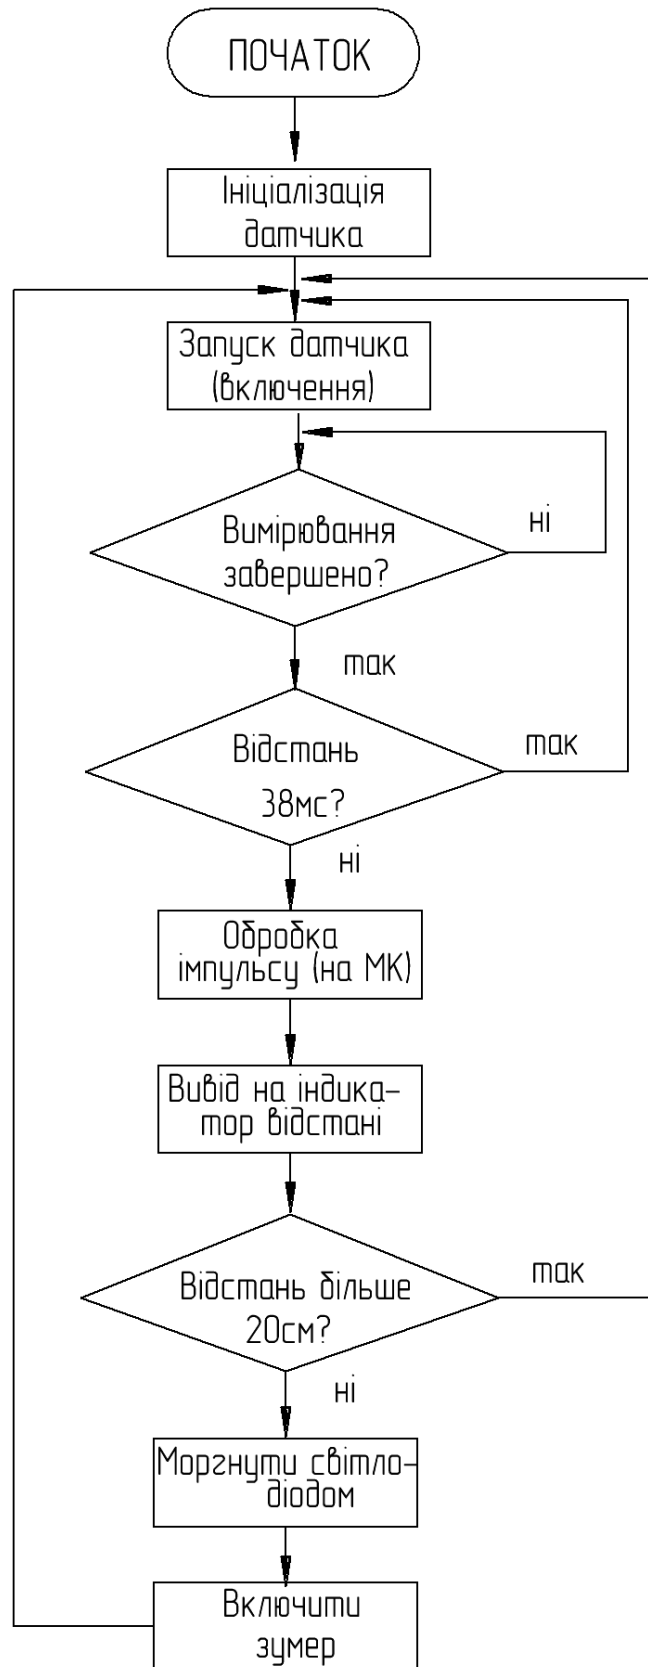 ПОЧАТОК
Ініціалізація
датчика
Запуск датчика
(включення)
Вимірювання
завершено?
ні
так
Відстань
38мс?
так
ні
Обробка
імпульсу (на МК)
Вивід на індика-
тор відстані
Відстань більше
20см?
так
ні
Моргнути світло-
діодом
Включити
зумер